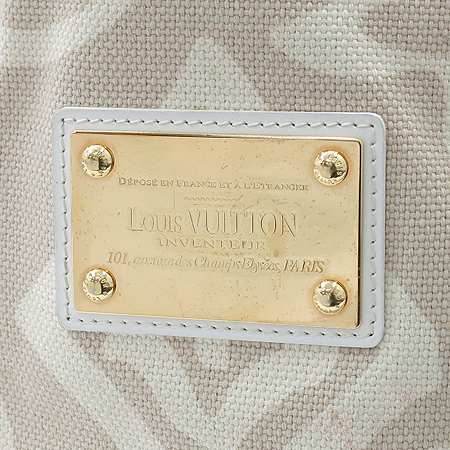 DÉPOSÉ EN FRANCE ET À L'ÉTRANGER
LOUIS VUITTON
INVENTEUR
101, avenue des Champs Elysées, PARIS